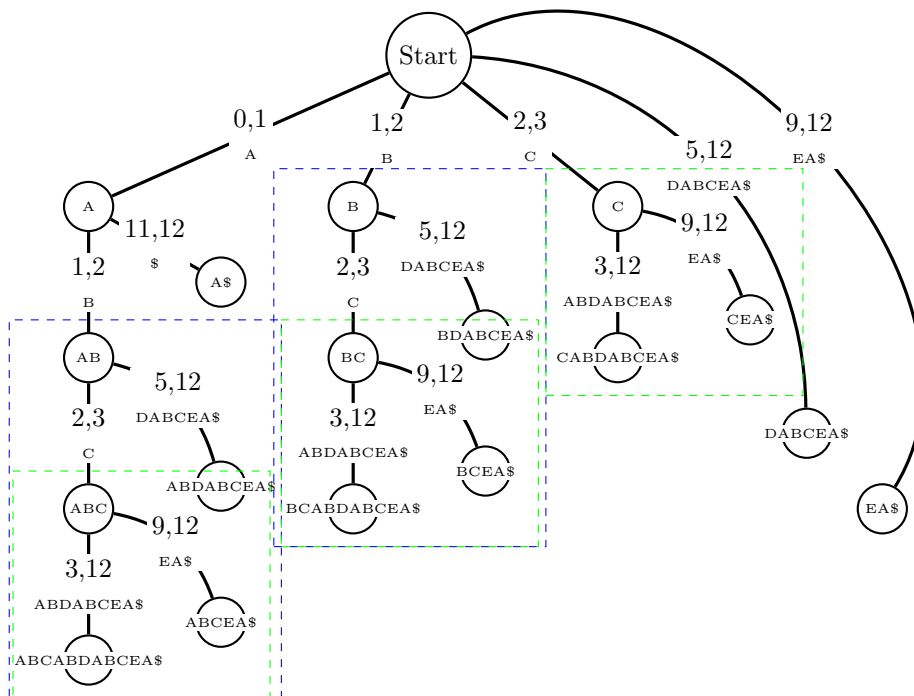 Start
0,1
A
1,2
B
2,3
C
5,12
DABCEA$
9,12
EA$
A
11,12
$
A$
1,2
B
B
5,12
DABCEA$
BDABCEA$
2,3
C
C
9,12
EA$
CEA$
3,12
ABDABCEA$
CABDABCEA$
AB
5,12
DABCEA$
ABDABCEA$
2,3
C
BC
9,12
EA$
BCEA$
3,12
ABDABCEA$
BCABDABCEA$
DABCEA$
EA$
ABC
9,12
EA$
ABCEA$
3,12
ABDABCEA$
ABCABDABCEA$